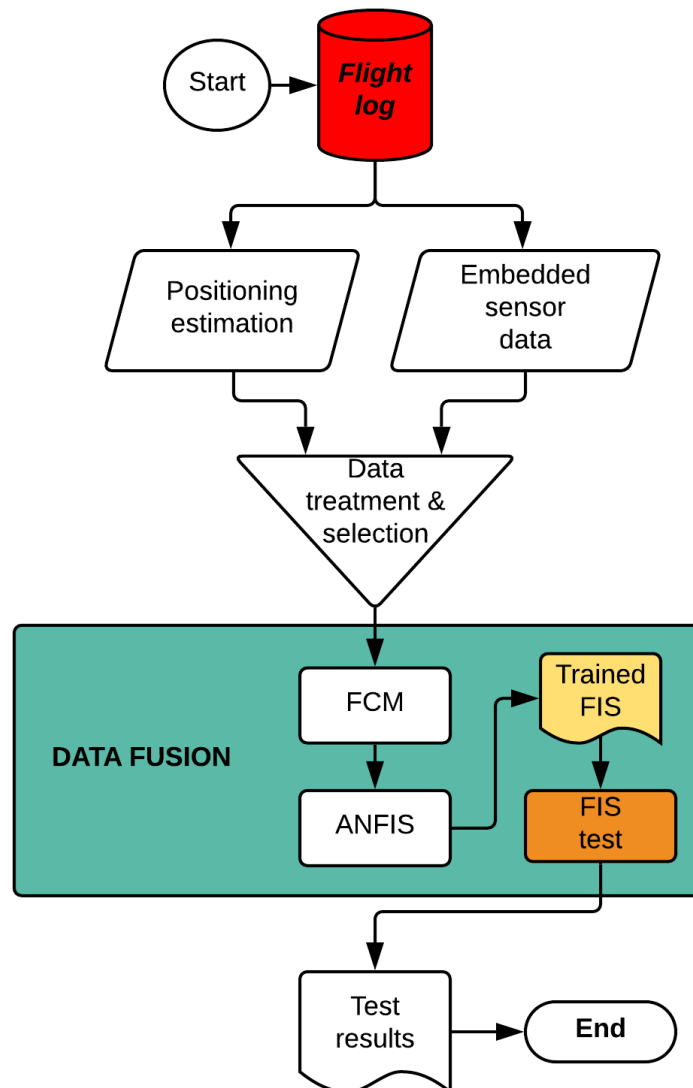 Start
Flight
log
Positioning
estimation
Embedded
sensor
data
Data
treatment &
selection
DATA FUSION
FCM
ANFIS
Trained
FIS
FIS
test
Test
results
End